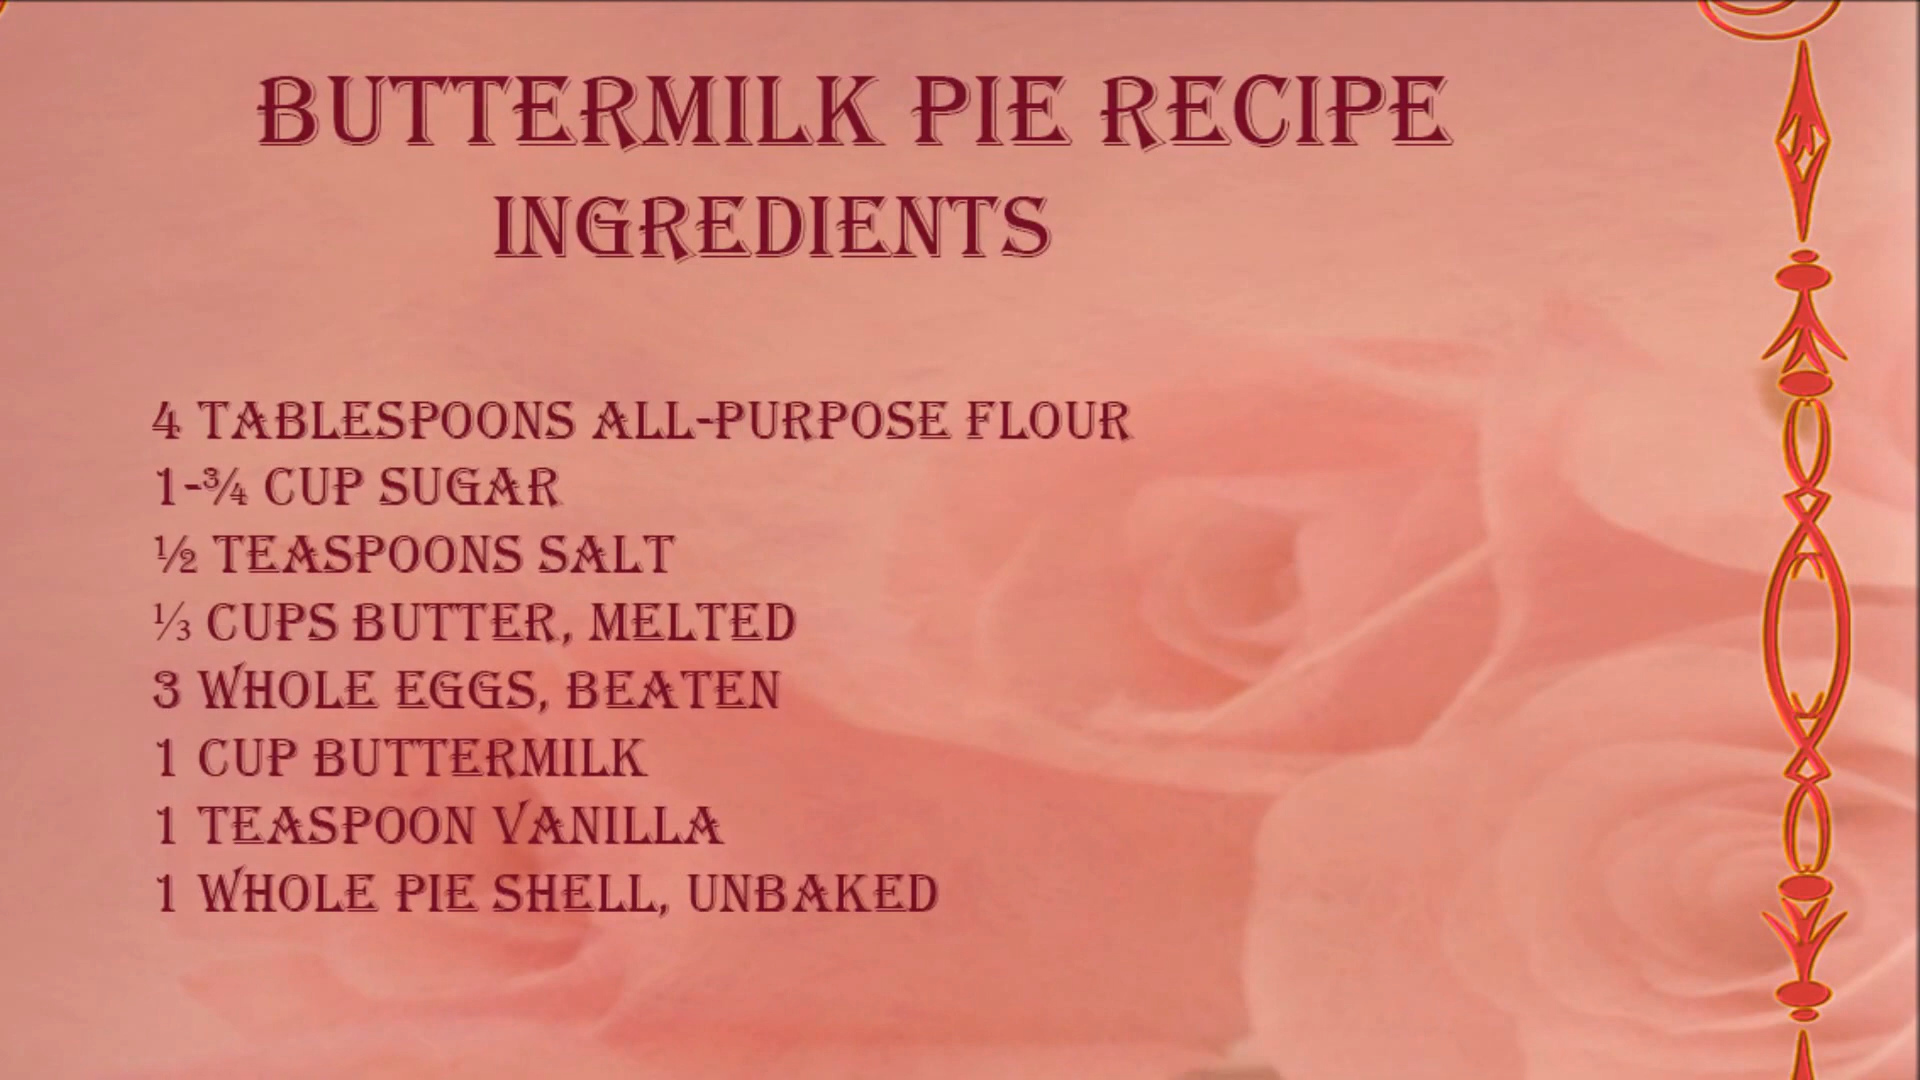 BUTTERMILK PIE RECIPE
INGREDIENTS
4 TABLESPOONS ALL-PURPOSE FLOUR
1-¾ CUP SUGAR
½ TEASPOONS SALT
⅓ CUPS BUTTER, MELTED
3 WHOLE EGGS, BEATEN
1 CUP BUTTERMILK
1 TEASPOON VANILLA
1 WHOLE PIE SHELL, UNBAKED